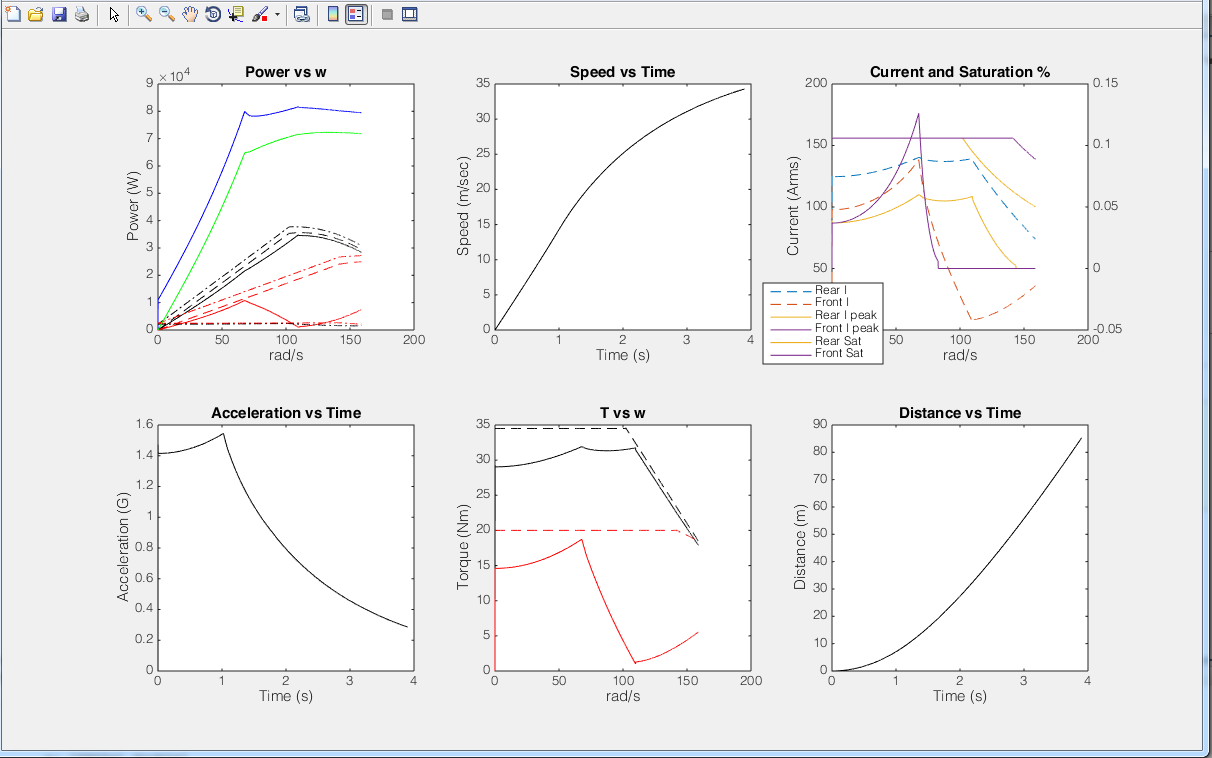 Power vs w
× 10^4
9
8
7
6
5
4
3
2
1
0
Power (W)
0 50 100 150 200
rad/s
Speed vs Time
35
30
25
20
15
10
5
0
Speed (m/sec)
0 1 2 3 4
Time (s)
Current and Saturation %
200
150
100
50
Current (Arms)
0.15
0.1
0.05
0
-0.05
50 100 150 200
rad/s
Rear I
Front I
Rear I peak
Front I peak
Rear Sat
Front Sat
Acceleration vs Time
1.6
1.4
1.2
1
0.8
0.6
0.4
0.2
0
Acceleration (G)
0 1 2 3 4
Time (s)
T vs w
35
30
25
20
15
10
5
0
Torque (Nm)
0 50 100 150 200
rad/s
Distance vs Time
90
80
70
60
50
40
30
20
10
0
Distance (m)
0 1 2 3 4
Time (s)